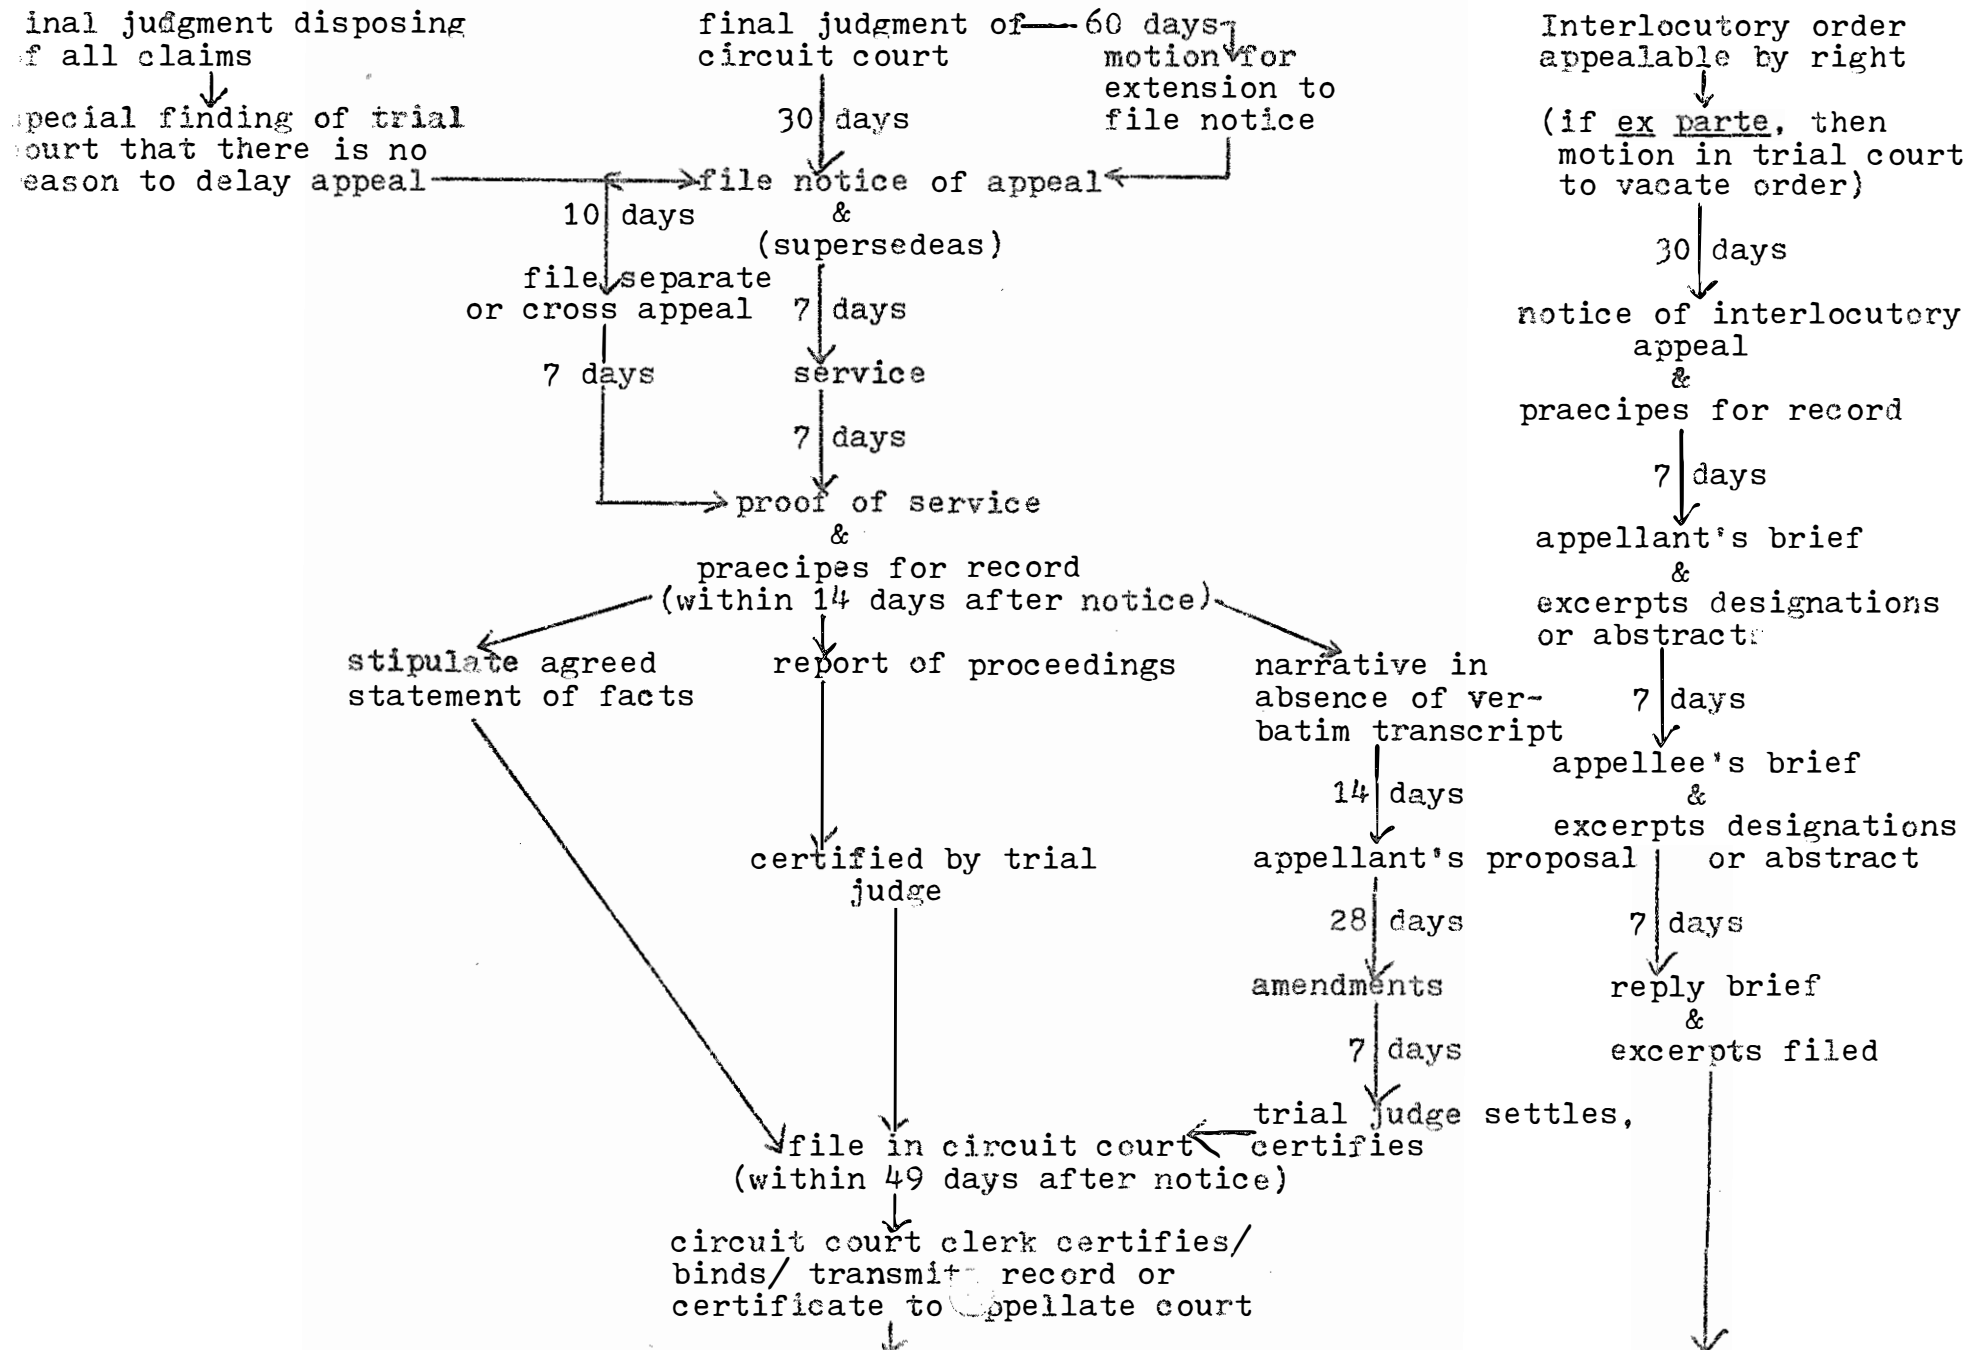 inal judgment disposing
f all claims
pecial finding of trial
ourt that there is no
eason to delay appeal
final judgment of
circuit court
60 days
motion for
extension to
file notice
30 days
file notice of appeal
&
(supersedeas)
10 days
file separate
or cross appeal
7 days
7 days
service
7 days
proof of service
&
praecipes for record
(within 14 days after notice)
stipulate agreed
statement of facts
report of proceedings
certified by trial
judge
narrative in
absence of ver-
batim transcript
14 days
appellant's proposal
28 days
amendments
7 days
trial judge settles,
certifies
file in circuit court
(within 49 days after notice)
circuit court clerk certifies/
binds/ transmit record or
certificate to ppellate court
Interlocutory order
appealable by right
(if ex parte, then
motion in trial court
to vacate order)
30 days
notice of interlocutory
appeal
&
praecipes for record
7 days
appellant's brief
&
excerpts designations
or abstracts
7 days
appellee's brief
&
excerpts designations
or abstract
7 days
reply brief
&
excerpts filed